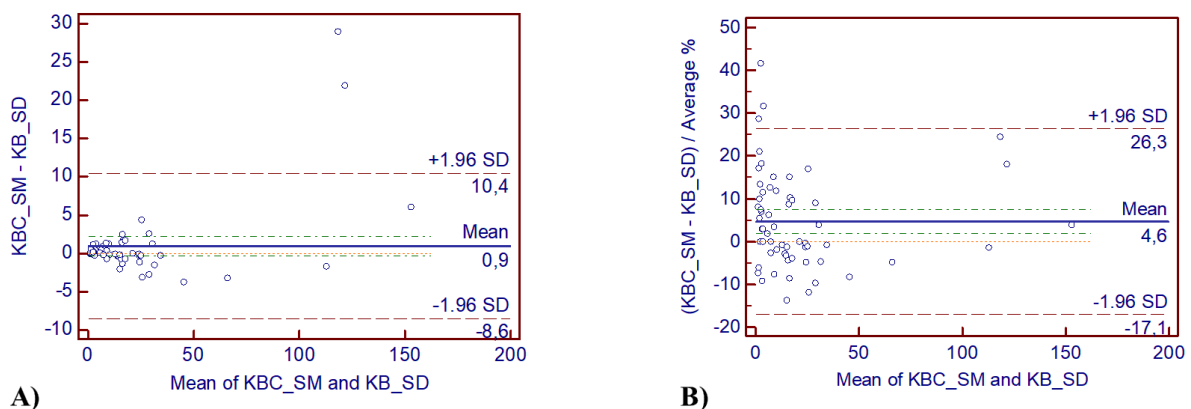 30
25
20
15
10
5
0
-5
-10
KBC_SM - KB_SD
+1.96 SD
10,4
Mean
0,9
-1.96 SD
-8,6
0
50
100
150
200
Mean of KBC_SM and KB_SD
A)
50
40
30
20
10
0
-10
-20
(KBC_SM - KB_SD) / Average %
+1.96 SD
26,3
Mean
4,6
-1.96 SD
-17,1
0
50
100
150
200
Mean of KBC_SM and KB_SD
B)